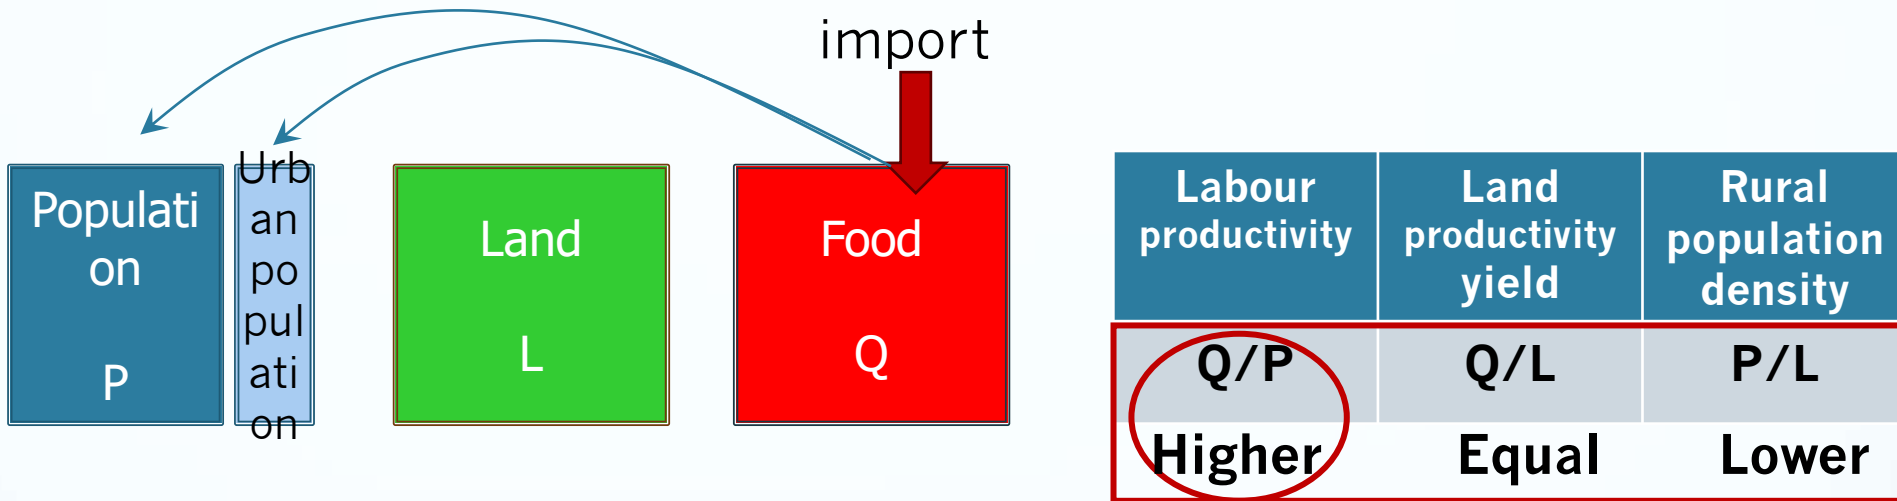 import
Populati
on
P
Urb
an
po
pul
ati
on
Land
L
Food
Q
Labour Land Rural
productivity productivity population
yield density
Q/P Q/L P/L
Higher Equal Lower